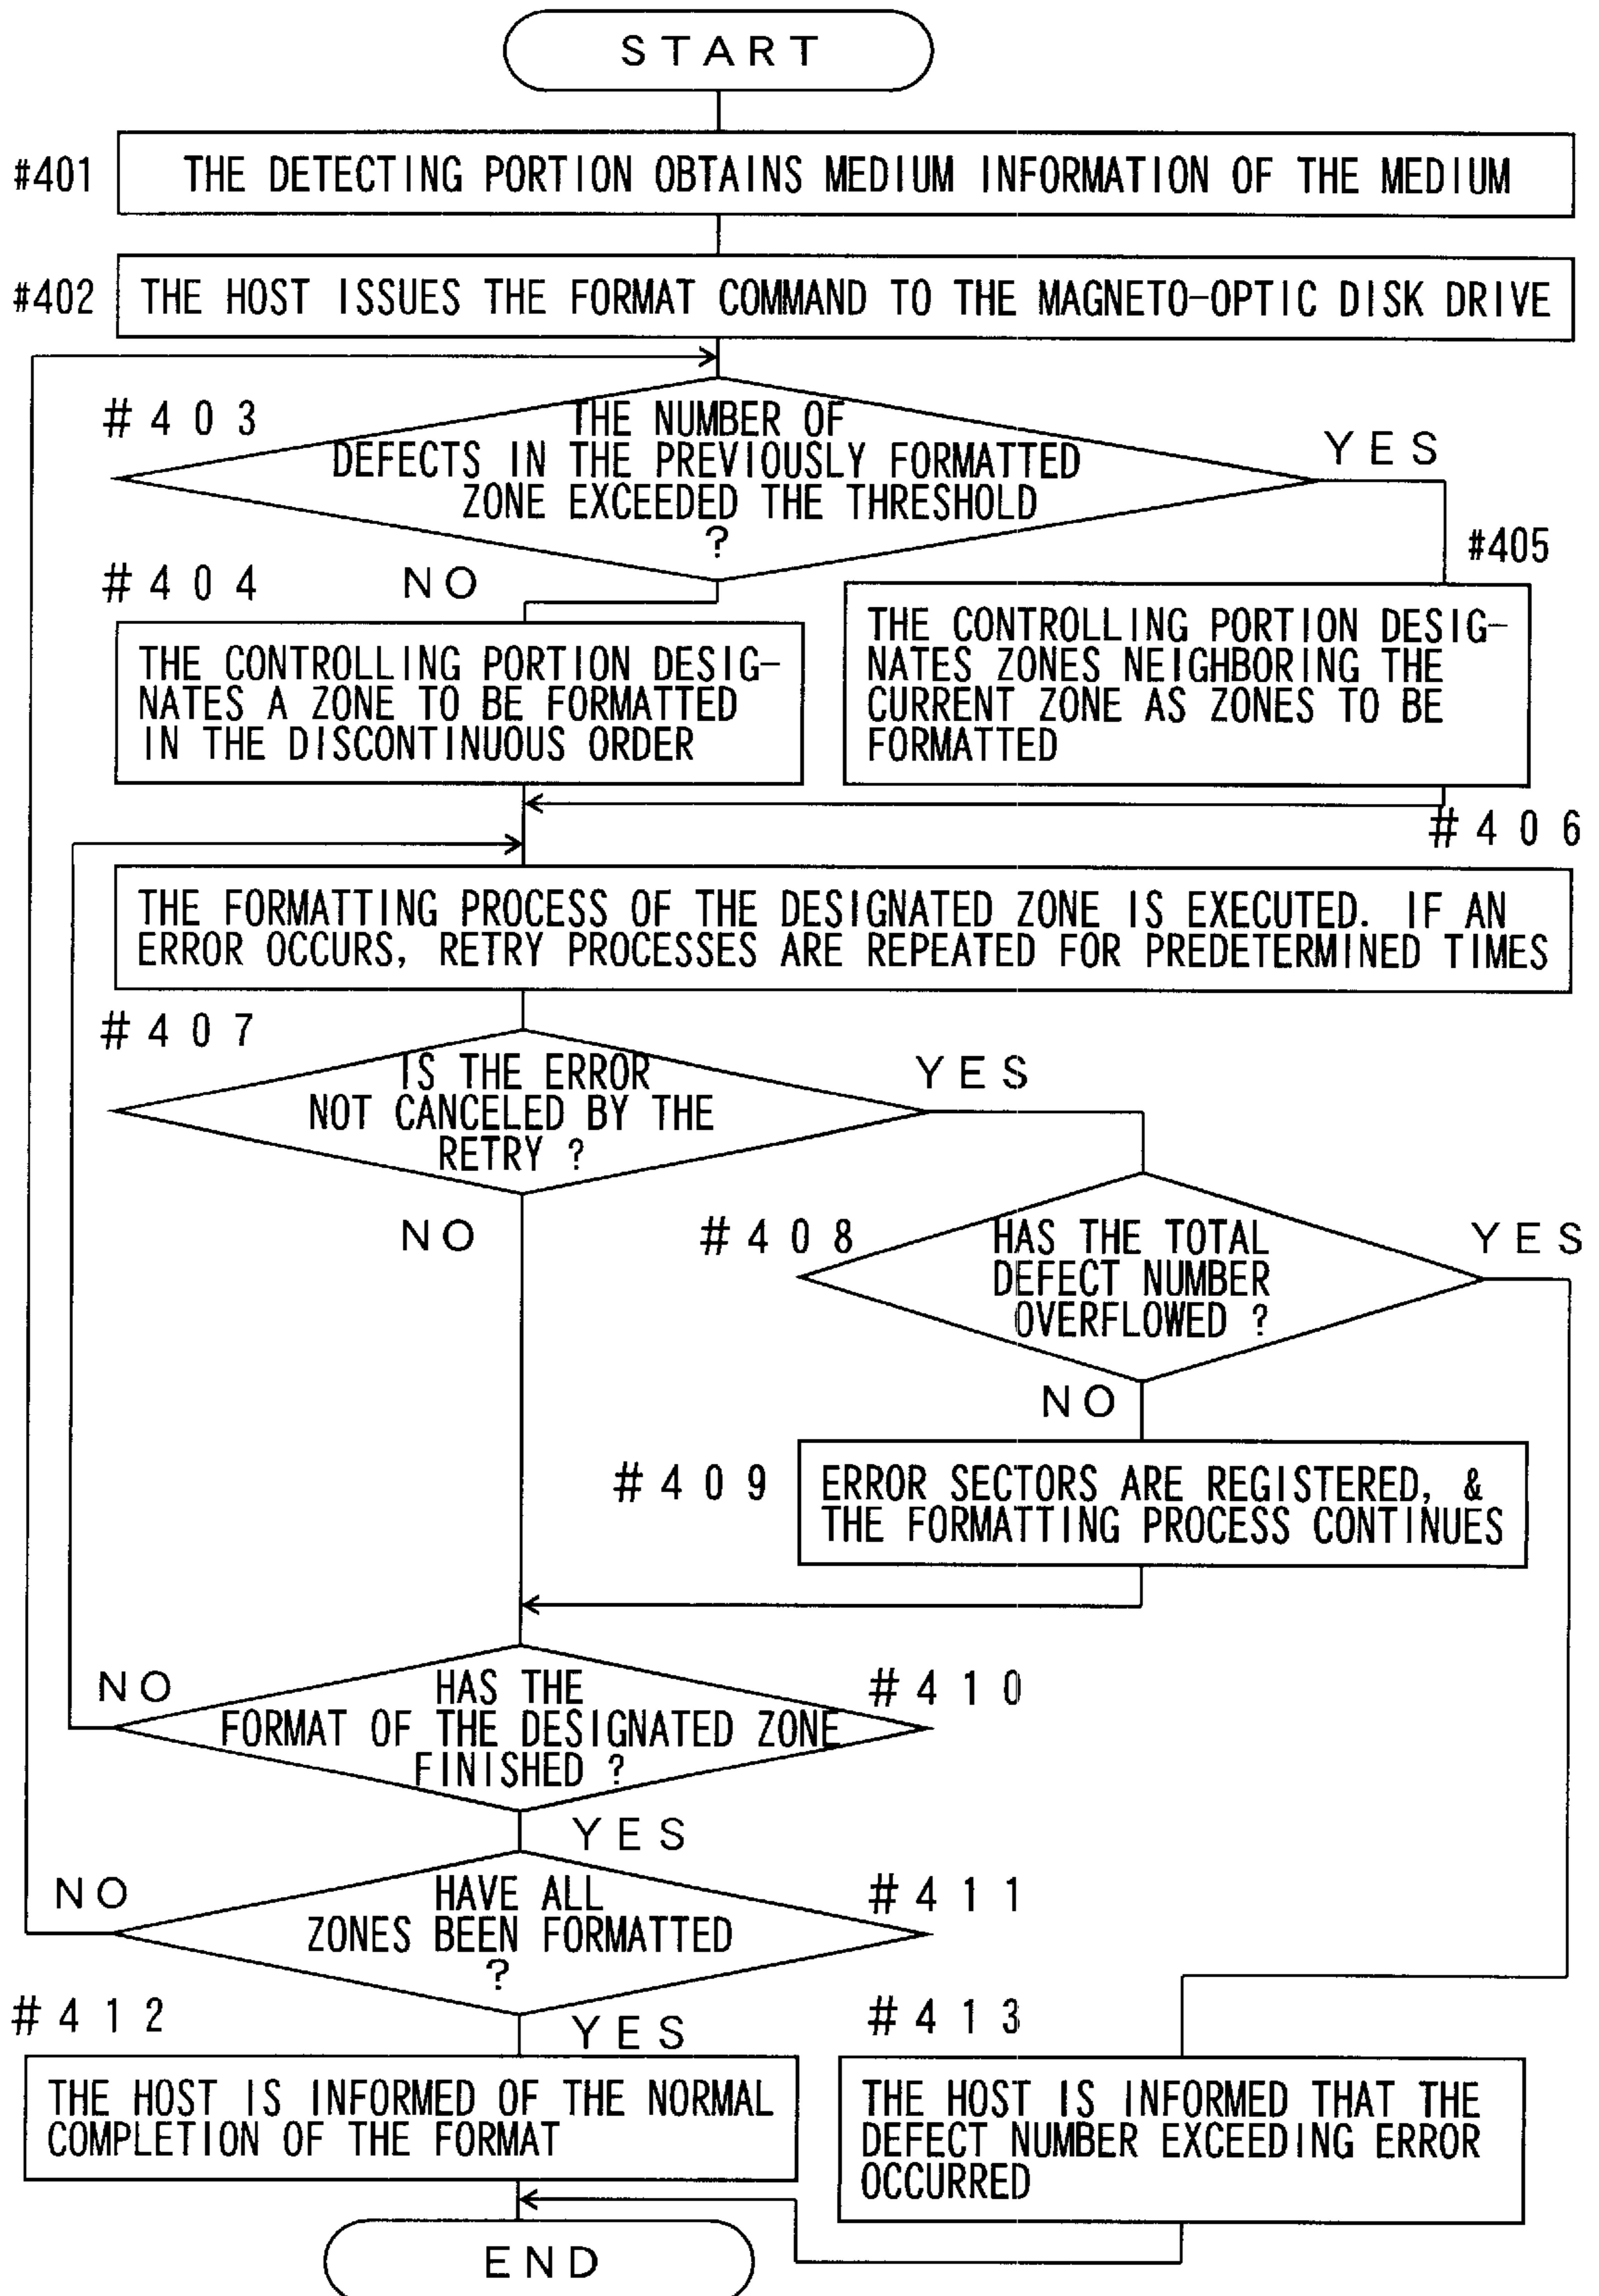 START
#401
THE DETECTING PORTION OBTAINS MEDIUM INFORMATION OF THE MEDIUM
#402
THE HOST ISSUES THE FORMAT COMMAND TO THE MAGNETO-OPTIC DISK DRIVE
#403
THE NUMBER OF
DEFECTS IN THE PREVIOUSLY FORMATTED
ZONE EXCEEDED THE THRESHOLD
?
YES
NO
#404
THE CONTROLLING PORTION DESIG-
NATES A ZONE TO BE FORMATTED
IN THE DISCONTINUOUS ORDER
#405
THE CONTROLLING PORTION DESIG-
NATES ZONES NEIGHBORING THE
CURRENT ZONE AS ZONES TO BE
FORMATTED
#406
THE FORMATTING PROCESS OF THE DESIGNATED ZONE IS EXECUTED. IF AN
ERROR OCCURS, RETRY PROCESSES ARE REPEATED FOR PREDETERMINED TIMES
#407
IS THE ERROR
NOT CANCELED BY THE
RETRY ?
YES
NO
#408
HAS THE TOTAL
DEFECT NUMBER
OVERFLOWED ?
YES
NO
#409
ERROR SECTORS ARE REGISTERED, &
THE FORMATTING PROCESS CONTINUES
NO
HAS THE
FORMAT OF THE DESIGNATED ZONE
FINISHED ?
#410
YES
NO
HAVE ALL
ZONES BEEN FORMATTED
?
#411
YES
#412
THE HOST IS INFORMED OF THE NORMAL
COMPLETION OF THE FORMAT
#413
THE HOST IS INFORMED THAT THE
DEFECT NUMBER EXCEEDING ERROR
OCCURRED
END